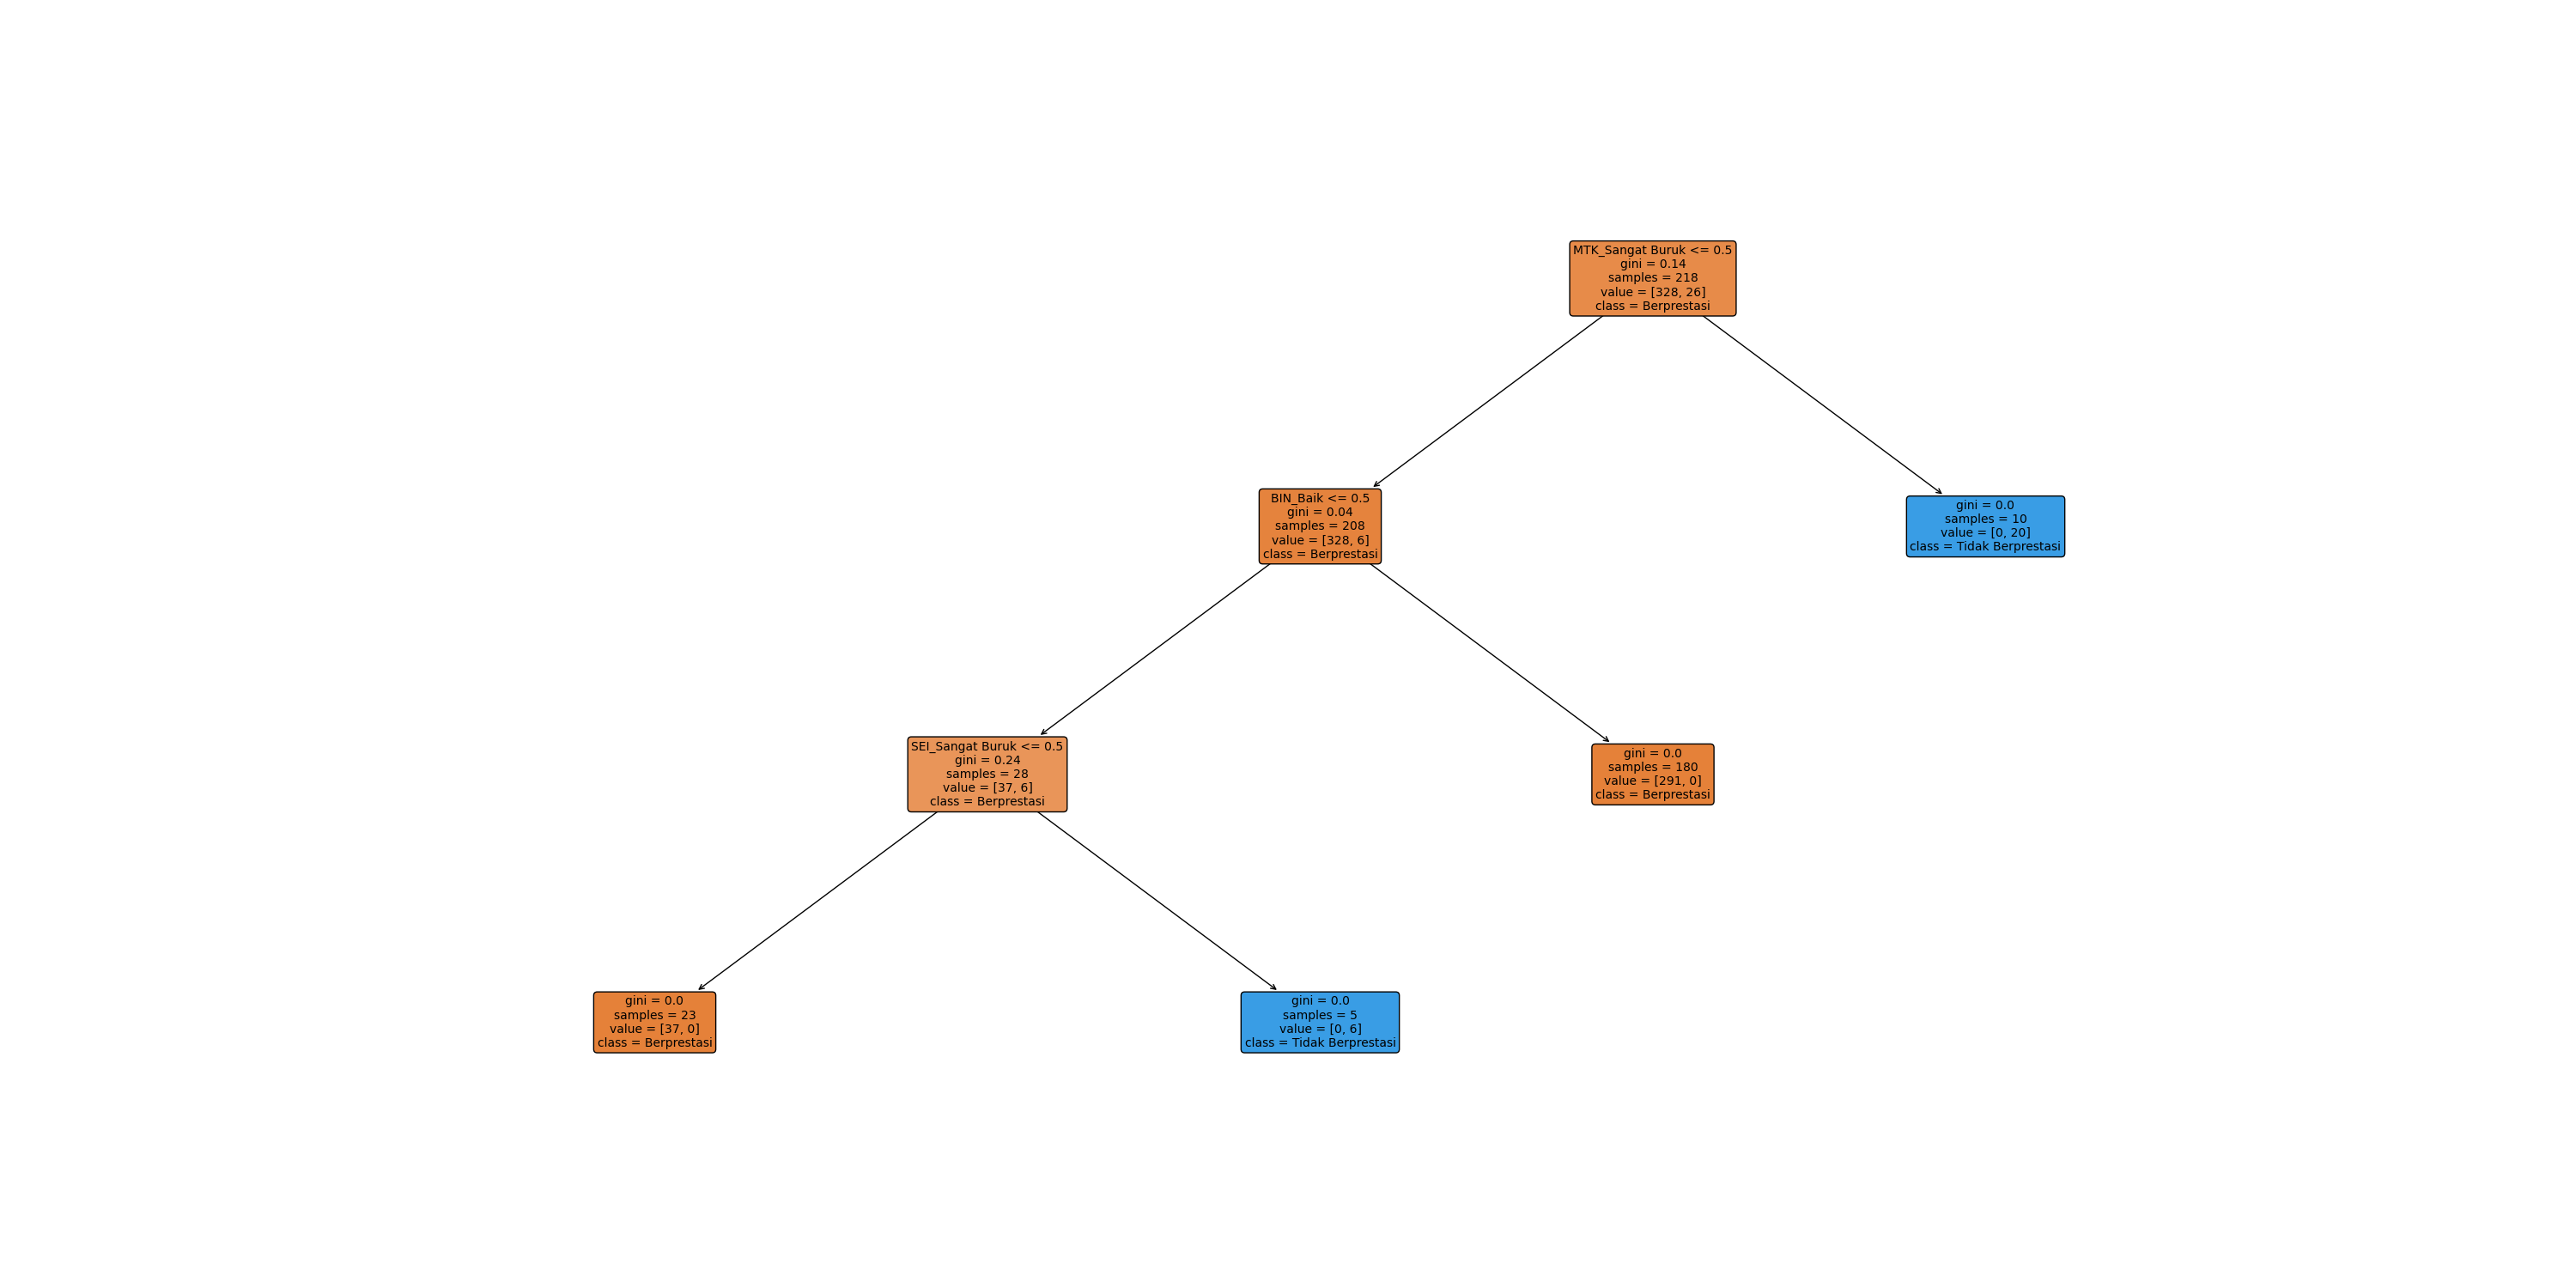 MTK_Sangat Buruk <= 0.5
gini = 0.14
samples = 218
value = [328, 26]
class = Berprestasi
BIN_Baik <= 0.5
gini = 0.04
samples = 208
value = [328, 6]
class = Berprestasi
gini = 0.0
samples = 10
value = [0, 20]
class = Tidak Berprestasi
SEI_Sangat Buruk <= 0.5
gini = 0.24
samples = 28
value = [37, 6]
class = Berprestasi
gini = 0.0
samples = 180
value = [291, 0]
class = Berprestasi
gini = 0.0
samples = 23
value = [37, 0]
class = Berprestasi
gini = 0.0
samples = 5
value = [0, 6]
class = Tidak Berprestasi